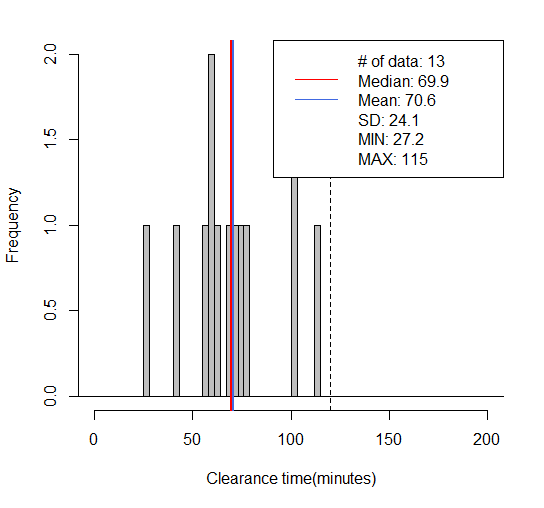 # of data: 13
Median: 69.9
Mean: 70.6
SD: 24.1
MIN: 27.2
MAX: 115
2.0
1.5
1.0
0.5
0.0
Frequency
0 50 100 150 200
Clearance time(minutes)